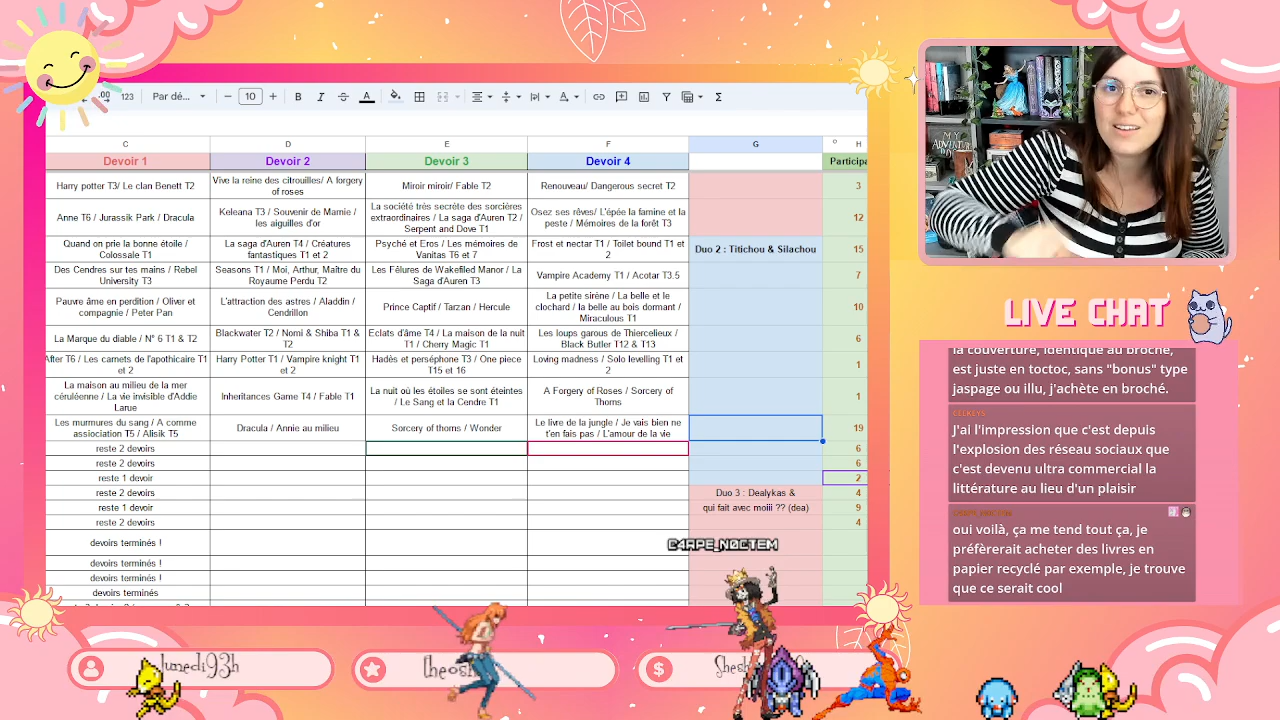 .00
123
Par dé...
10
B
I
A
Σ
C
D
E
F
G
H
Devoir 1
Devoir 2
Devoir 3
Devoir 4
Participa
Harry potter T3/ Le clan Benett T2
Vive la reine des citrouilles/ A forgery
of roses
Miroir miroir/ Fable T2
Renouveau/ Dangerous secret T2
3
Anne T6 / Jurassik Park / Dracula
Keleana T3 / Souvenir de Mamie /
les aiguilles d'or
La société très secrète des sorcières
extraordinaires / La saga d'Auren T2 /
Serpent and Dove T1
Osez ses rêves/ L'épée la famine et la
peste / Mémoires de la forêt T3
12
Quand on prie la bonne étoile /
Colossale T1
La saga d'Auren T4 / Créatures
fantastiques T1 et 2
Psyché et Eros / Les mémoires de
Vanitas T6 et 7
Frost et nectar T1 / Toilet bound T1 et
2
Duo 2 : Titichou & Silachou
15
Des Cendres sur tes mains / Rebel
University T3
Seasons T1 / Moi, Arthur, Maître du
Royaume Perdu T2
Les Fêlures de Wakefiled Manor / La
Saga d'Auren T3
Vampire Academy T1 / Acotar T3.5
7
Pauvre âme en perdition / Oliver et
compagnie / Peter Pan
L'attraction des astres / Aladdin /
Cendrillon
Prince Captif / Tarzan / Hercule
La petite sirène / La belle et le
clochard / la belle au bois dormant /
Miraculous T1
10
La Marque du diable / N° 6 T1 & T2
Blackwater T2 / Nomi & Shiba T1 &
T2
Eclats d'âme T4 / La maison de la nuit
T1 / Cherry Magic T1
Les loups garous de Thiercelieux /
Black Butler T12 & T13
6
After T6 / Les carnets de l'apothicaire T1
et 2
Harry Potter T1 / Vampire knight T1
et 2
Hadès et perséphone T3 / One piece
T15 et 16
Loving madness / Solo levelling T1 et
2
1
La maison au milieu de la mer
céruléenne / La vie invisible d'Addie
Larue
Inheritances Game T4 / Fable T1
La nuit où les étoiles se sont éteintes
/ Le Sang et la Cendre T1
A Forgery of Roses / Sorcery of
Thorns
1
Les murmures du sang / A comme
assiociation T5 / Alisik T5
Dracula / Annie au milieu
Sorcery of thoms / Wonder
Le livre de la jungle / Je vais bien ne
t'en fais pas / L'amour de la vie
19
reste 2 devoirs
6
reste 2 devoirs
6
reste 1 devoir
2
reste 2 devoirs
Duo 3 : Dealykas &
4
reste 1 devoir
qui fait avec moiii ?? (dea)
9
reste 2 devoirs
4
devoirs terminés !
devoirs terminés !
devoirs terminés !
devoirs terminés
C4RPE_N0CTEM
MY
ADVENTURE
LIVE CHAT
la couverture, identique au broché,
est juste en toctoc, sans "bonus" type
jaspage ou illu, j'achète en broché.
J'ai l'impression que c'est depuis
l'explosion des réseau sociaux que
c'est devenu ultra commercial la
littérature au lieu d'un plaisir
oui voilà, ça me tend tout ça, je
préfèrerait acheter des livres en
papier recyclé par exemple, je trouve
que ce serait cool
lunedi93h
$